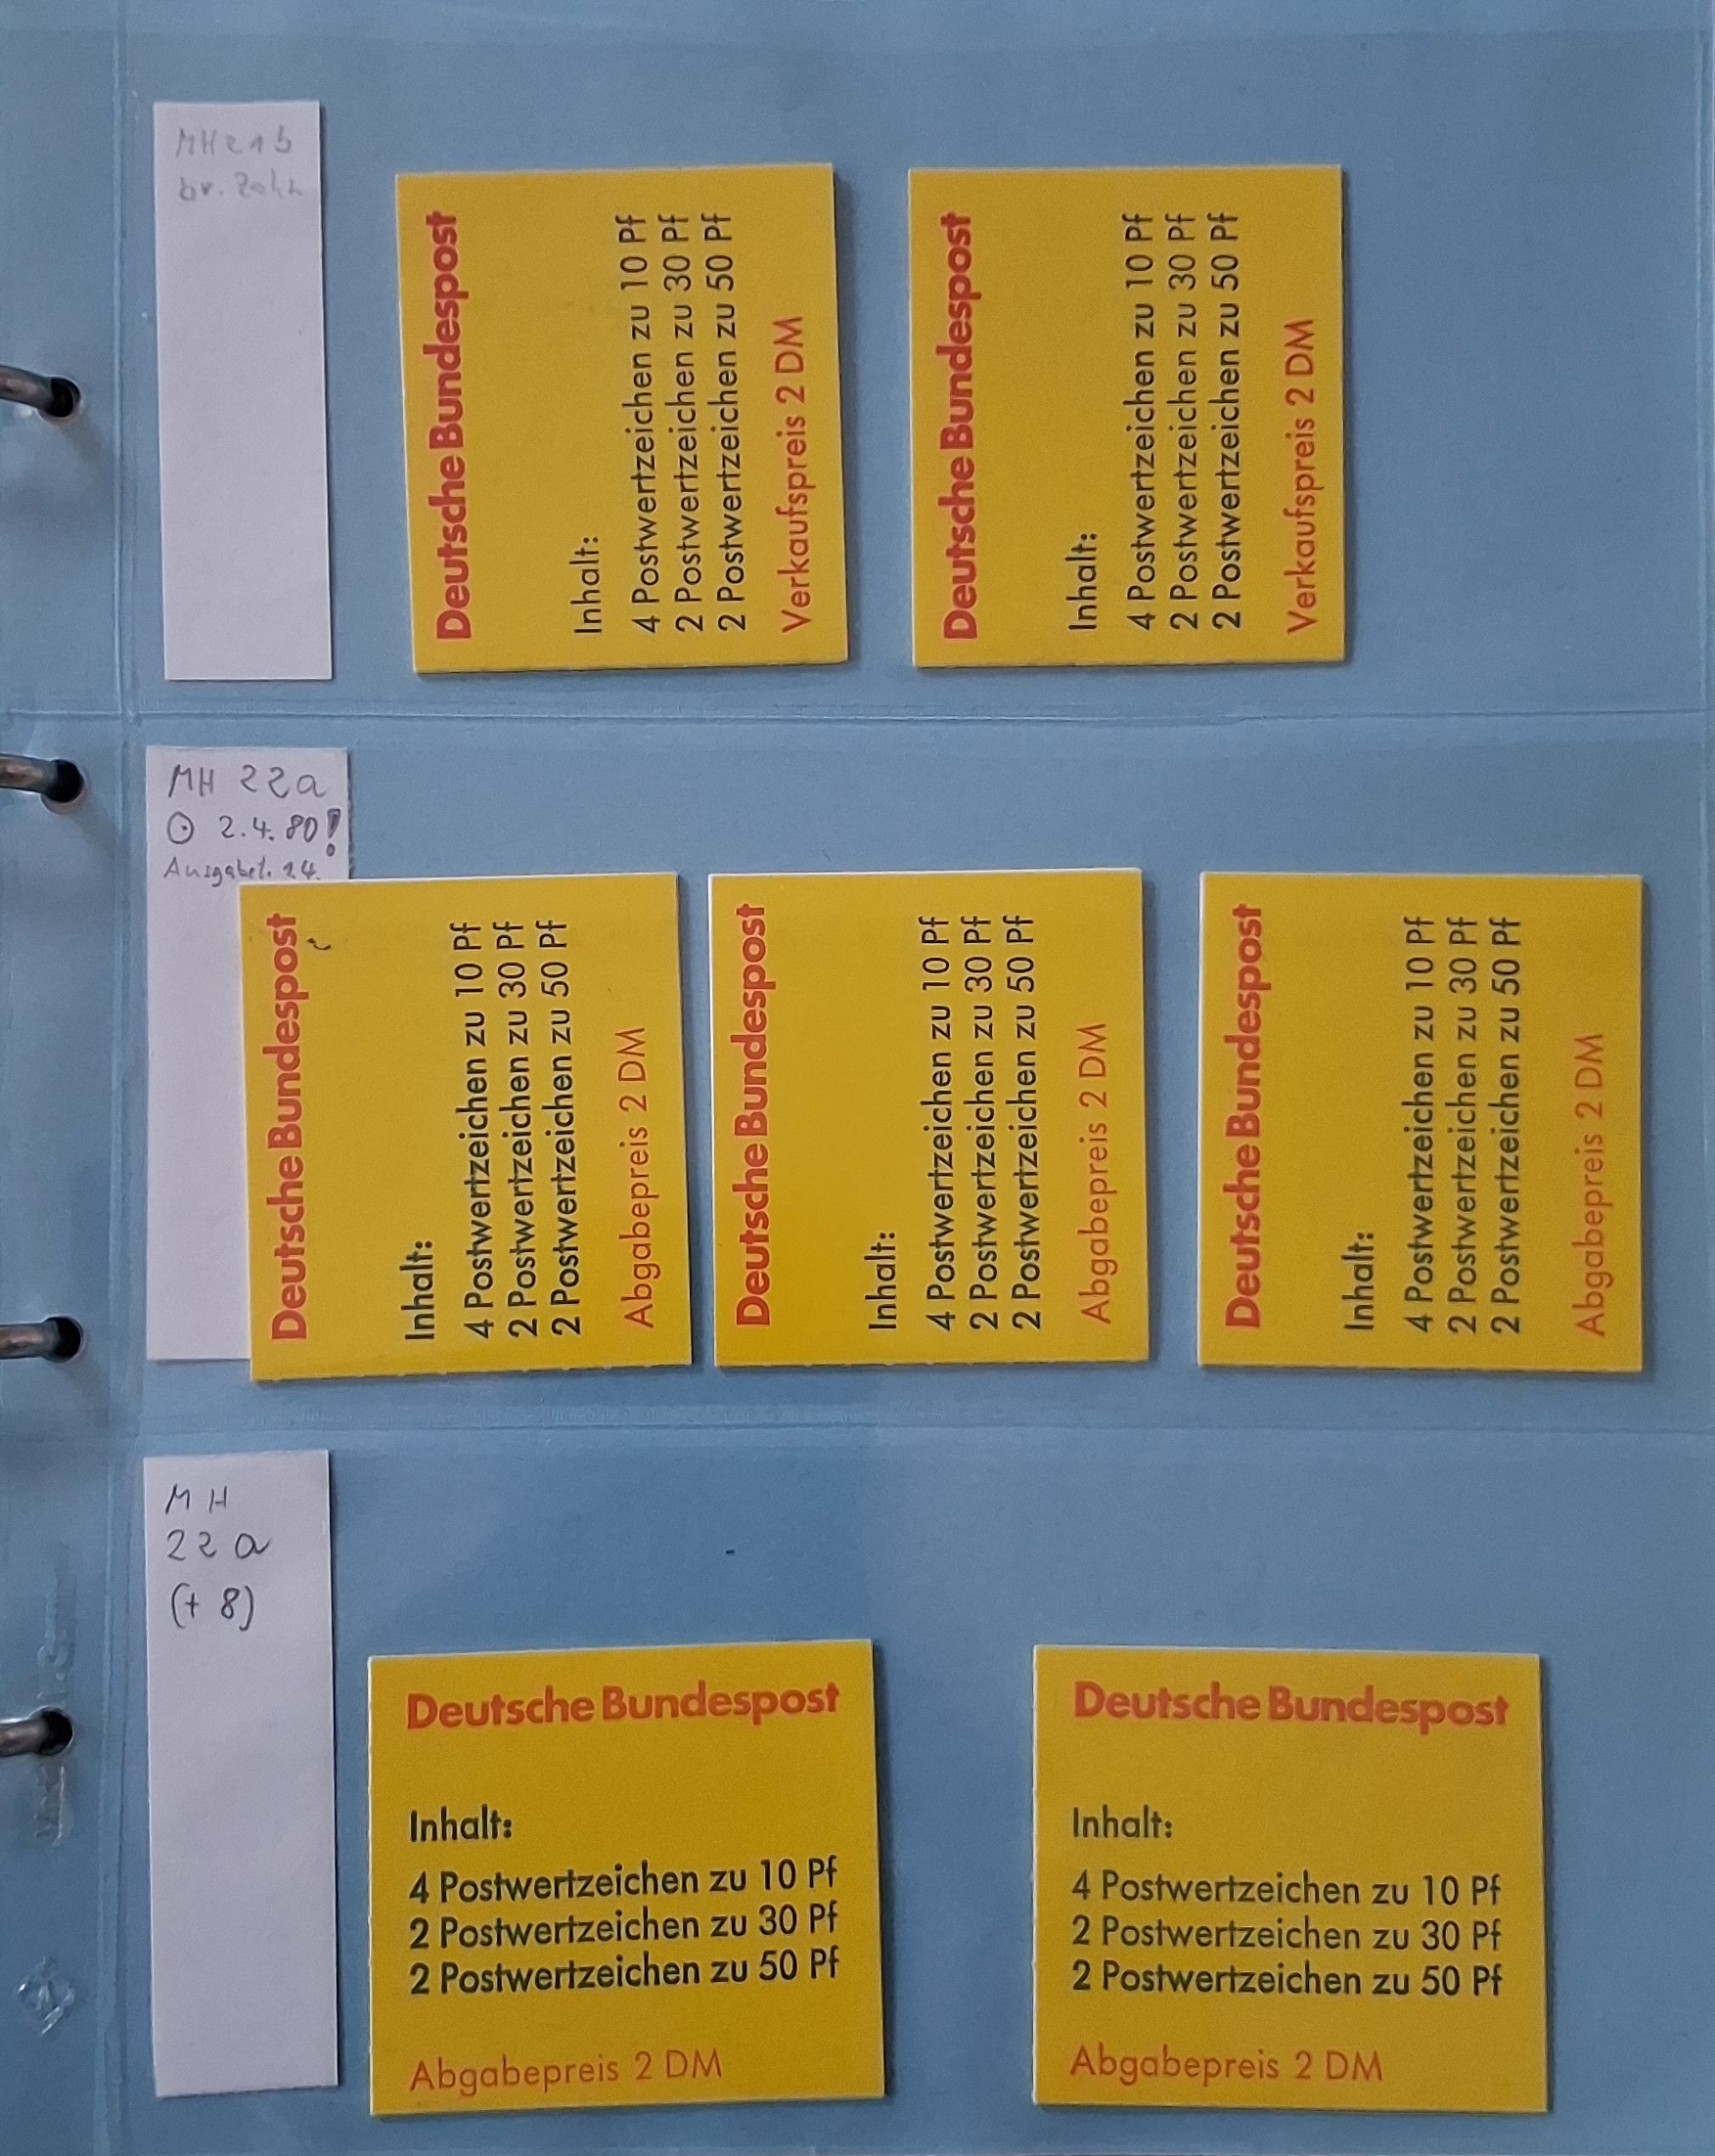 MH 21b
br. Zahn
Deutsche Bundespost
Inhalt:
4 Postwertzeichen zu 10 Pf
2 Postwertzeichen zu 30 Pf
2 Postwertzeichen zu 50 Pf
Verkaufspreis 2 DM
Deutsche Bundespost
Inhalt:
4 Postwertzeichen zu 10 Pf
2 Postwertzeichen zu 30 Pf
2 Postwertzeichen zu 50 Pf
Verkaufspreis 2 DM
MH 22a
⊙ 2.4.80!
Ausgabet. 24.
Deutsche Bundespost
Inhalt:
4 Postwertzeichen zu 10 Pf
2 Postwertzeichen zu 30 Pf
2 Postwertzeichen zu 50 Pf
Abgabepreis 2 DM
Deutsche Bundespost
Inhalt:
4 Postwertzeichen zu 10 Pf
2 Postwertzeichen zu 30 Pf
2 Postwertzeichen zu 50 Pf
Abgabepreis 2 DM
Deutsche Bundespost
Inhalt:
4 Postwertzeichen zu 10 Pf
2 Postwertzeichen zu 30 Pf
2 Postwertzeichen zu 50 Pf
Abgabepreis 2 DM
MH
22a
(+ 8)
Deutsche Bundespost
Inhalt:
4 Postwertzeichen zu 10 Pf
2 Postwertzeichen zu 30 Pf
2 Postwertzeichen zu 50 Pf
Abgabepreis 2 DM
Deutsche Bundespost
Inhalt:
4 Postwertzeichen zu 10 Pf
2 Postwertzeichen zu 30 Pf
2 Postwertzeichen zu 50 Pf
Abgabepreis 2 DM